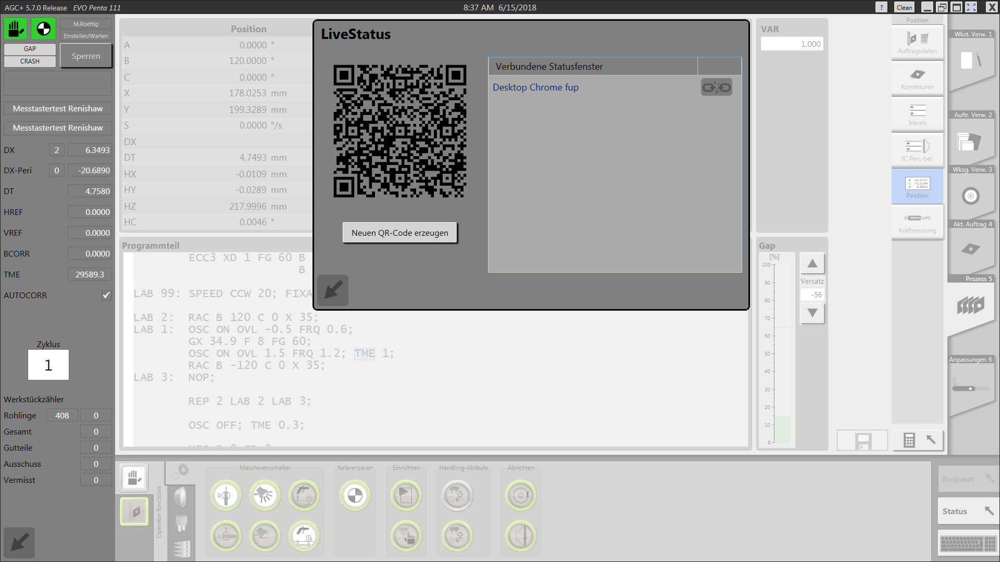 AGC+ 5.7.0 Release EVO Penta 111
8:37 AM 6/15/2018
? Clean X
M.Roettig
Einstellen/Warten
GAP
CRASH
Sperren
Messtastertest Renishaw
Messtastertest Renishaw
DX 2 6.3493
DX-Peri 0 -20.6890
DT 4.7580
HREF 0.0000
VREF 0.0000
BCORR 0.0000
TME 29589.3
AUTOCORR
Zyklus
1
Werkstückzähler
Rohlinge 408 0
Gesamt 0
Gutteile 0
Ausschuss 0
Vermisst 0
Position
A 0.0000 °
B 120.0000 °
C 0.0000 °
X 178.0253 mm
Y 199.3289 mm
S 0.0000 °/s
DX
DT 4.7493 mm
HX -0.0109 mm
HY -0.0289 mm
HZ 217.9996 mm
HC 0.0046 °
LiveStatus
Neuen QR-Code erzeugen
Verbundene Statusfenster
Desktop Chrome fup
VAR
1.000
Programmteil
ECC3 XD 1 FG 60 B
B
LAB 99: SPEED CCW 20; FIXA
LAB 2: RAC B 120 C 0 X 35;
LAB 1: OSC ON OVL -0.5 FRQ 0.6;
GX 34.9 F 8 FG 60;
OSC ON OVL 1.5 FRQ 1.2; TME 1;
RAC B -120 C 0 X 35;
LAB 3: NOP;
REP 2 LAB 2 LAB 3;
OSC OFF; TME 0.3;
Gap
[%]
100
90
80
70
60
50
40
30
20
10
0
Versatz
-56
Position
Auftragsdaten
Korrekturen
Inkreis
IC Peri.-bel.
B 44.3721
C -15.2294
X 6.4839
Position
Kraftmessung
Wkst. Verw. 1
Auftr. Verw. 2
Wkzg. Verw. 3
Akt. Auftrag 4
Prozess 5
Anpassungen 6
Operator functions
Maschinenschalter
Referenzieren
Einrichten
Handling-Abläufe
Abrichten
Request
Status